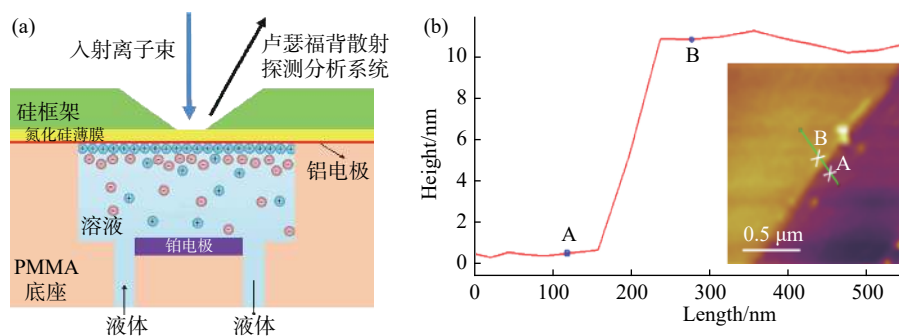 (a)
入射离子束
卢瑟福背散射
探测分析系统
硅框架
氮化硅薄膜
铝电极
溶液
铂电极
PMMA
底座
液体
液体
(b)
Height/nm
10
8
6
4
2
0
B
A
B
A
0.5 μm
0
100
200
300
400
500
Length/nm